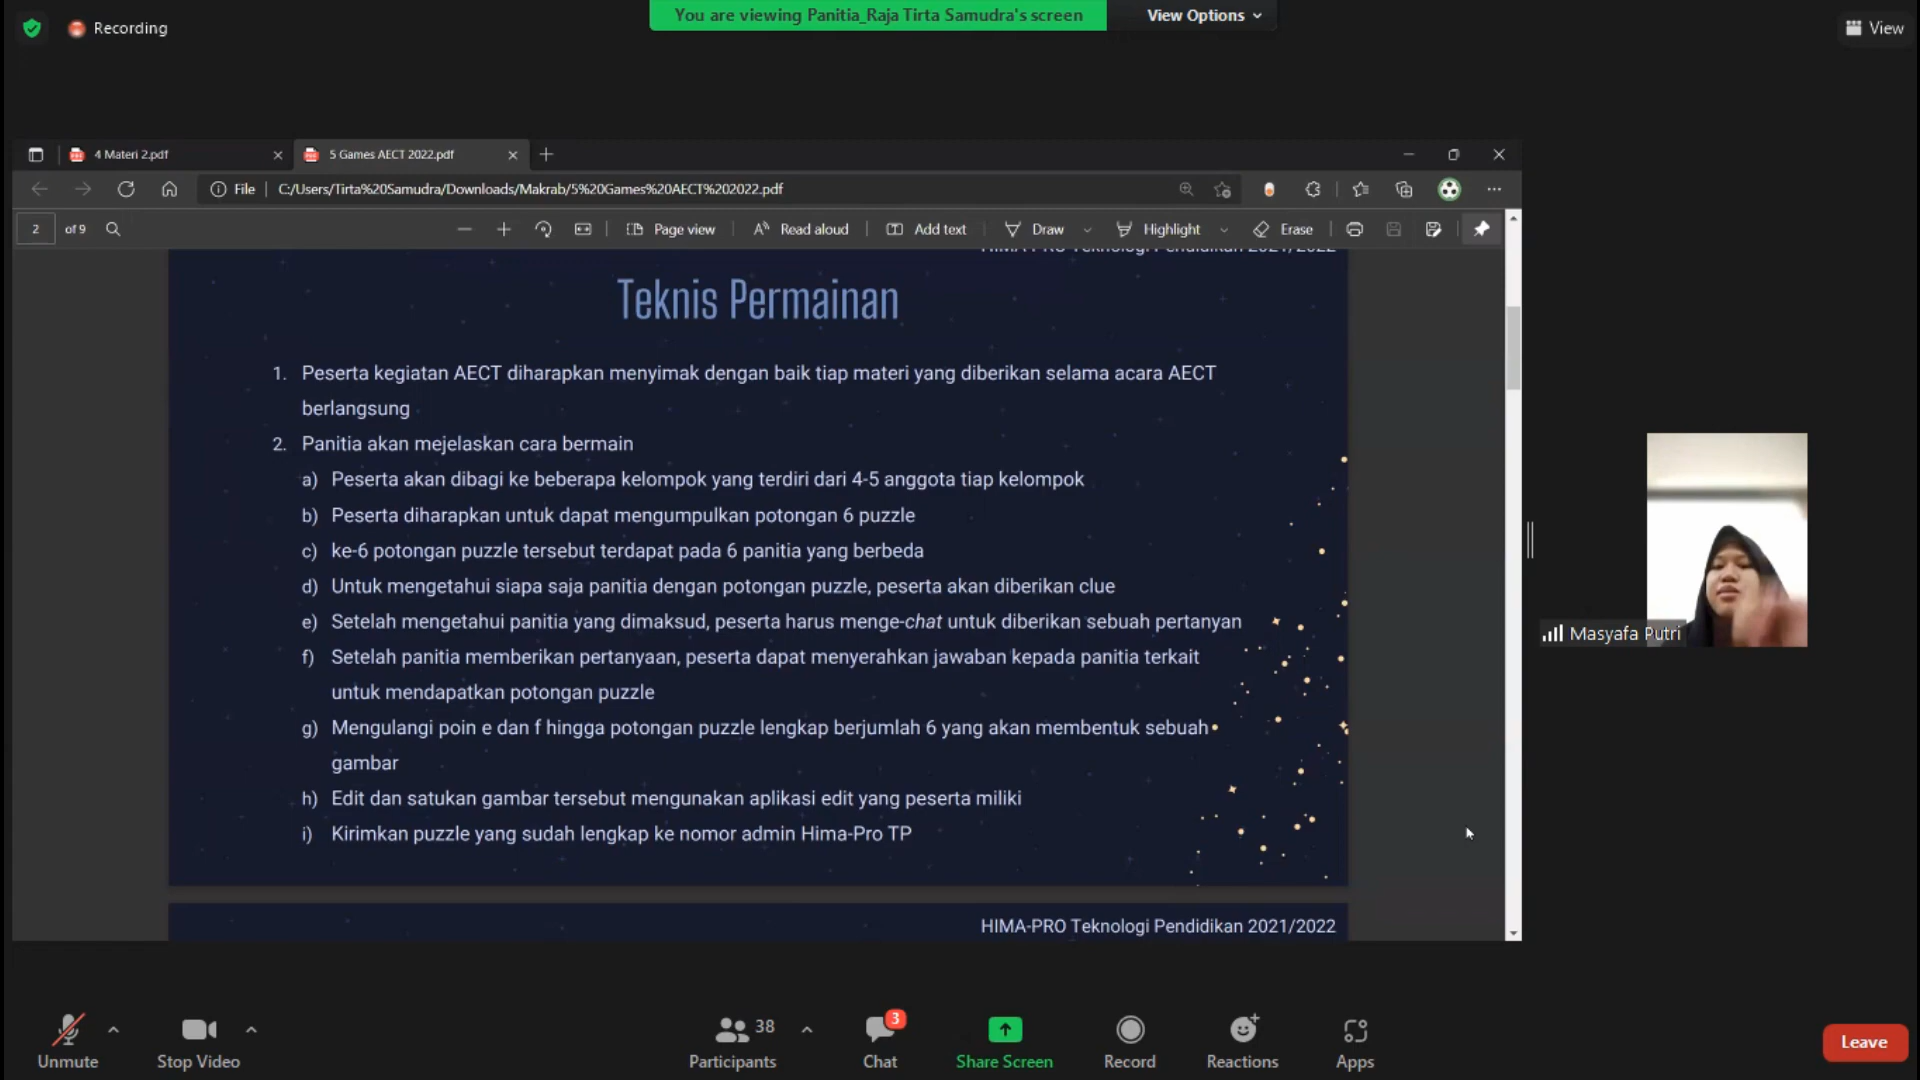 Recording
You are viewing Panitia_Raja Tirta Samudra's screen
View Options
View
4 Materi 2.pdf
5 Games AECT 2022.pdf
File
C:/Users/Tirta%20Samudra/Downloads/Makrab/5%20Games%20AECT%202022.pdf
2 of 9
Page view
Read aloud
Add text
Draw
Highlight
Erase
HIMA-PRO Teknologi Pendidikan 2021/2022
Teknis Permainan
1. Peserta kegiatan AECT diharapkan menyimak dengan baik tiap materi yang diberikan selama acara AECT
berlangsung
2. Panitia akan mejelaskan cara bermain
a) Peserta akan dibagi ke beberapa kelompok yang terdiri dari 4-5 anggota tiap kelompok
b) Peserta diharapkan untuk dapat mengumpulkan potongan 6 puzzle
c) ke-6 potongan puzzle tersebut terdapat pada 6 panitia yang berbeda
d) Untuk mengetahui siapa saja panitia dengan potongan puzzle, peserta akan diberikan clue
e) Setelah mengetahui panitia yang dimaksud, peserta harus menge-chat untuk diberikan sebuah pertanyan
f) Setelah panitia memberikan pertanyaan, peserta dapat menyerahkan jawaban kepada panitia terkait
untuk mendapatkan potongan puzzle
g) Mengulangi poin e dan f hingga potongan puzzle lengkap berjumlah 6 yang akan membentuk sebuah
gambar
h) Edit dan satukan gambar tersebut mengunakan aplikasi edit yang peserta miliki
i) Kirimkan puzzle yang sudah lengkap ke nomor admin Hima-Pro TP
HIMA-PRO Teknologi Pendidikan 2021/2022
Masyafa Putri
Unmute
Stop Video
38
Participants
3
Chat
Share Screen
Record
Reactions
Apps
Leave